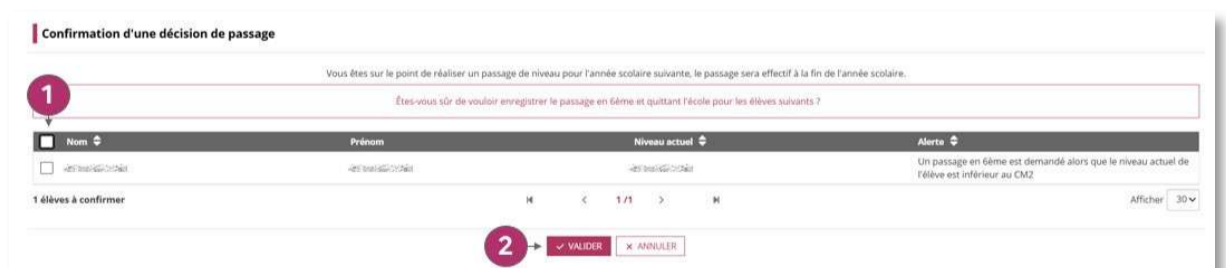 Confirmation d'une décision de passage
Vous êtes sur le point de réaliser un passage de niveau pour l'année scolaire suivante, le passage sera effectif à la fin de l'année scolaire.
1
Êtes-vous sûr de vouloir enregistrer le passage en 6ème et quittant l'école pour les élèves suivants ?
Nom Prénom Niveau actuel Alerte
Un passage en 6ème est demandé alors que le niveau actuel de
l'élève est inférieur au CM2
1 élèves à confirmer 1 /1 Afficher 30
2 VALIDER ANNULER